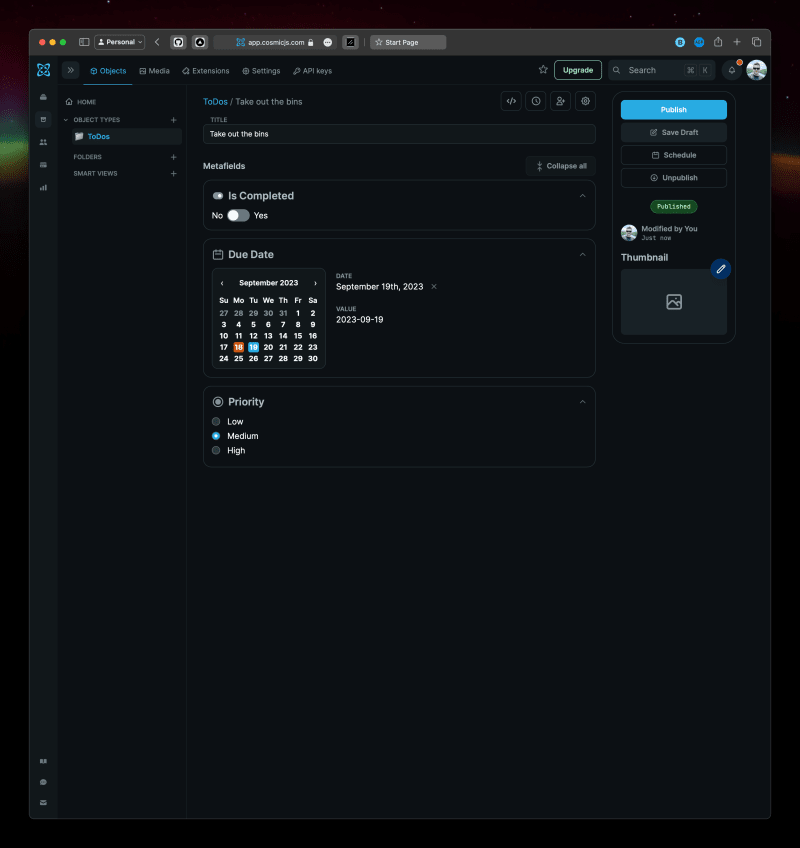 Personal
app.cosmicjs.com
Start Page
Objects
Media
Extensions
Settings
API keys
Upgrade
Search
⌘ K
HOME
OBJECT TYPES
ToDos
FOLDERS
SMART VIEWS
ToDos / Take out the bins
TITLE
Take out the bins
Metafields
Collapse all
Is Completed
No Yes
Due Date
September 2023
Su Mo Tu We Th Fr Sa
27 28 29 30 31 1 2
3 4 5 6 7 8 9
10 11 12 13 14 15 16
17 18 19 20 21 22 23
24 25 26 27 28 29 30
DATE
September 19th, 2023
VALUE
2023-09-19
Priority
Low
Medium
High
Publish
Save Draft
Schedule
Unpublish
Published
Modified by You
Just now
Thumbnail